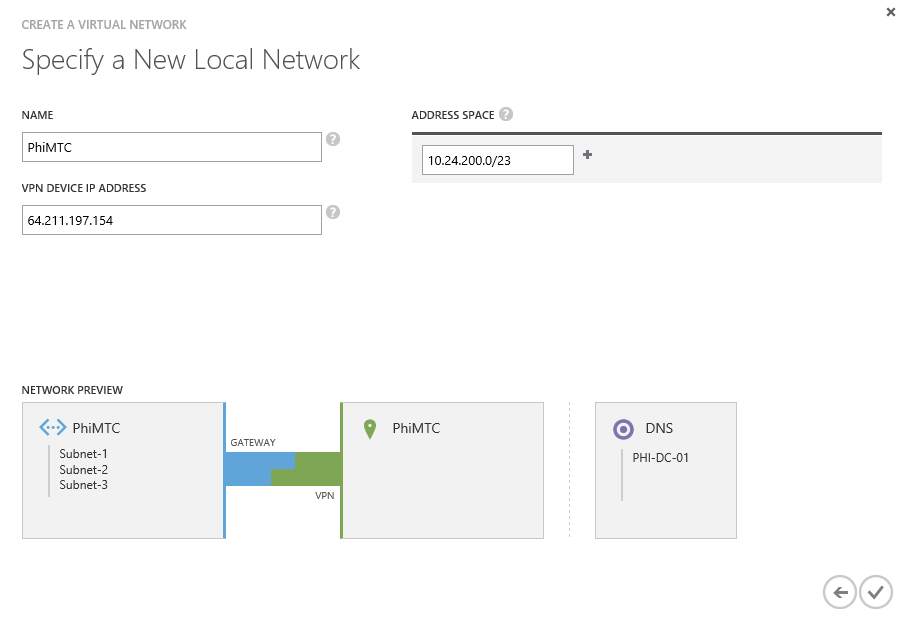 CREATE A VIRTUAL NETWORK
Specify a New Local Network
NAME
PhiMTC
?
VPN DEVICE IP ADDRESS
64.211.197.154
?
ADDRESS SPACE ?
10.24.200.0/23
NETWORK PREVIEW
PhiMTC
Subnet-1
Subnet-2
Subnet-3
GATEWAY
VPN
PhiMTC
DNS
PHI-DC-01